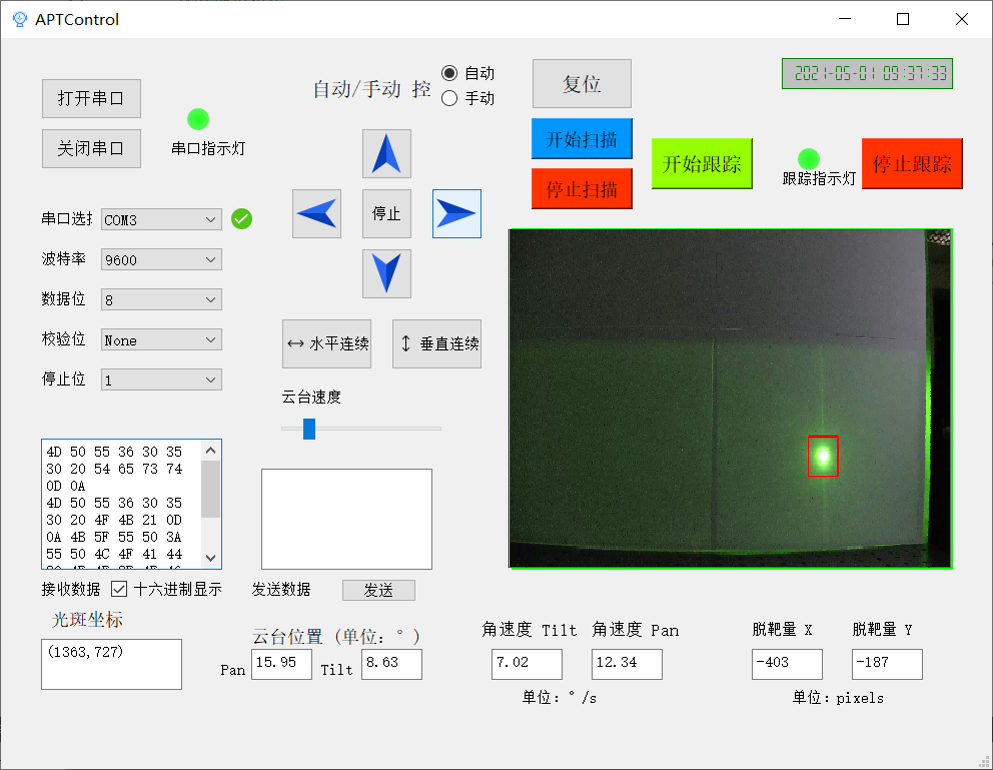 APTControl
打开串口
关闭串口
串口指示灯
自动/手动 控
自动
手动
复位
开始扫描
停止扫描
2021-05-01 09:37:33
开始跟踪
跟踪指示灯
停止跟踪
串口选择
COM3
波特率
9600
数据位
8
校验位
None
停止位
1
停止
水平连续
垂直连续
云台速度
4D 50 55 36 30 35
30 20 54 65 73 74
0D 0A
4D 50 55 36 30 35
30 20 4F 4B 21 0D
0A 4B 5F 55 50 3A
55 50 4C 4F 41 44
接收数据
十六进制显示
发送数据
发送
光斑坐标
(1363,727)
云台位置 (单位: ° )
Pan
15.95
Tilt
8.63
角速度 Tilt
角速度 Pan
7.02
12.34
单位: ° /s
脱靶量 X
脱靶量 Y
-403
-187
单位: pixels